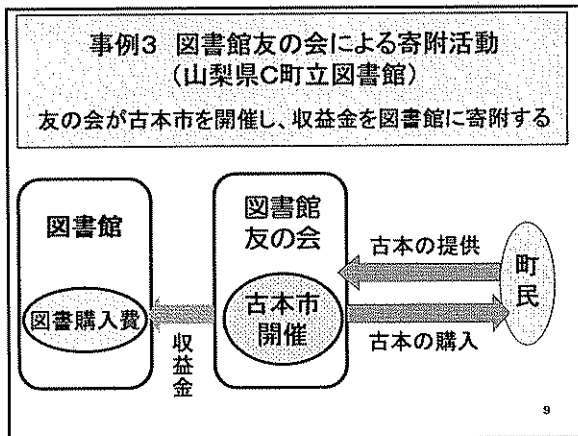 事例3 図書館友の会による寄附活動
(山梨県C町立図書館)
友の会が古本市を開催し、収益金を図書館に寄附する
図書館
図書購入費
収益金
図書館
友の会
古本市
開催
古本の提供
古本の購入
町民
9